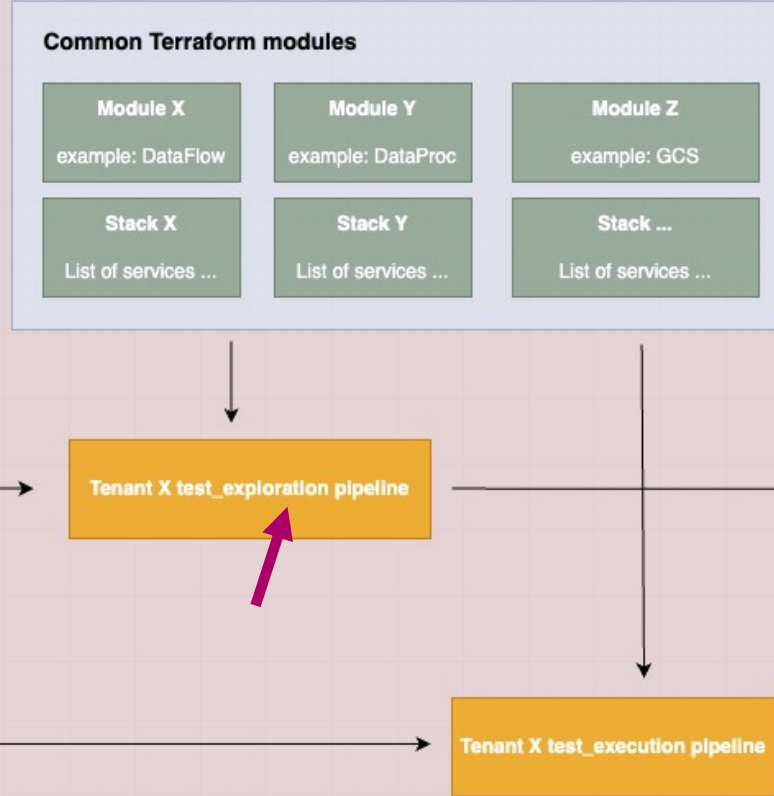 Common Terraform modules
Module X
example: DataFlow
Module Y
example: DataProc
Module Z
example: GCS
Stack X
List of services ...
Stack Y
List of services ...
Stack ...
List of services ...
Tenant X test_exploration pipeline
Tenant X test_execution pipeline